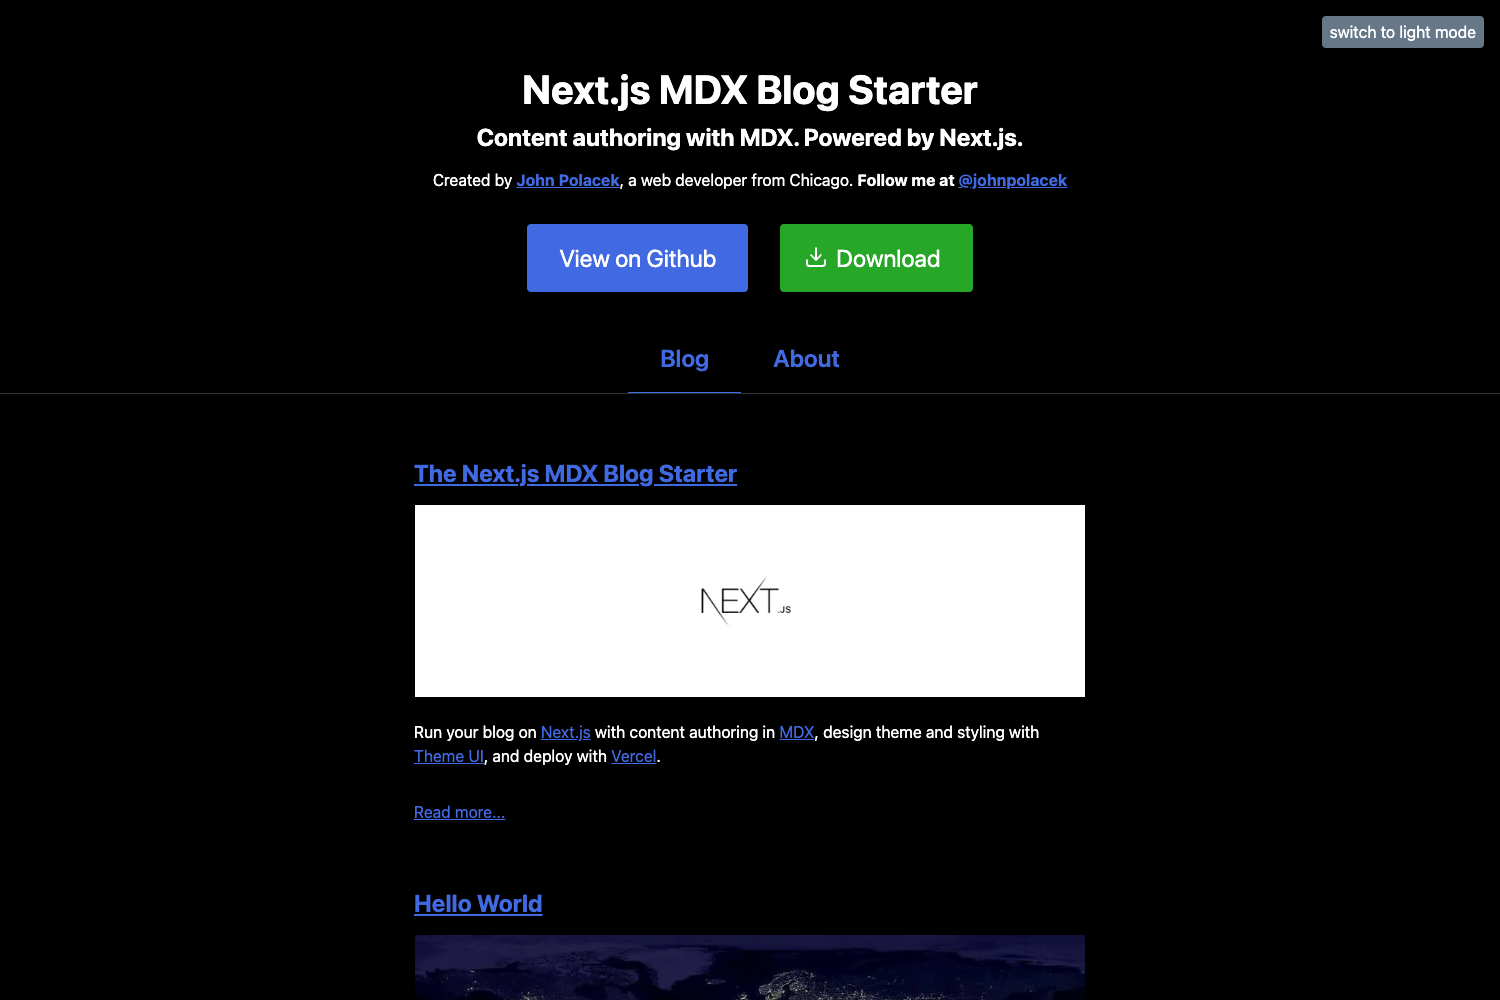 switch to light mode
Next.js MDX Blog Starter
Content authoring with MDX. Powered by Next.js.
Created by John Polacek, a web developer from Chicago. Follow me at @johnpolacek
View on Github
Download
Blog
About
The Next.js MDX Blog Starter
NEXT.JS
Run your blog on Next.js with content authoring in MDX, design theme and styling with
Theme UI, and deploy with Vercel.
Read more...
Hello World